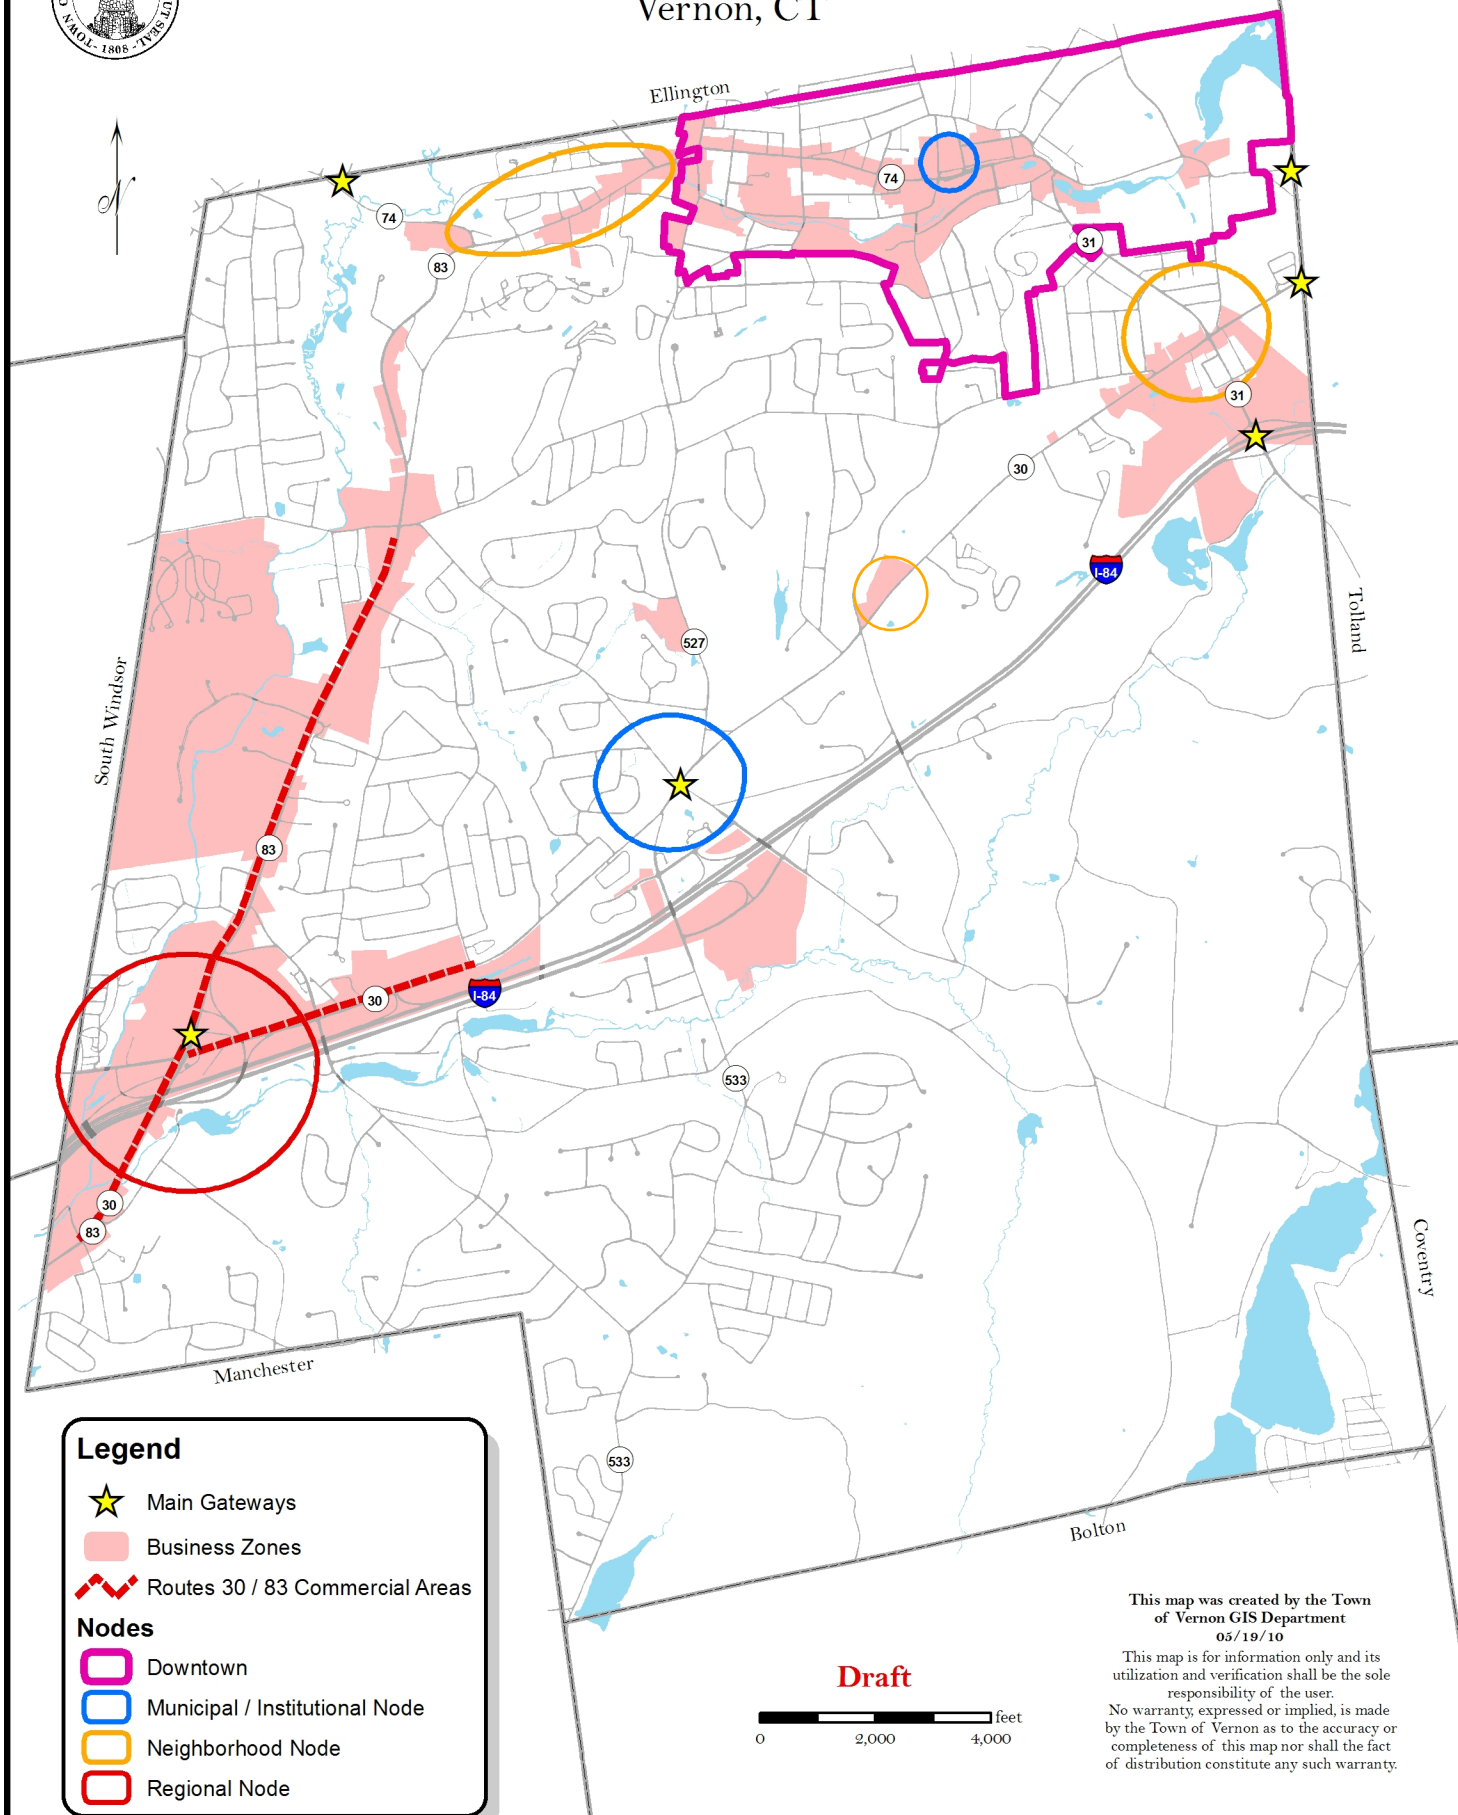 Vernon, CT
TOWN
- 1808 -
SEAL
Ellington
N
74
74
31
83
31
30
I-84
Tolland
527
South Windsor
83
30
I-84
533
30
83
Coventry
Manchester
533
Bolton
Legend
Main Gateways
Business Zones
Routes 30 / 83 Commercial Areas
Nodes
Downtown
Municipal / Institutional Node
Neighborhood Node
Regional Node
Draft
feet
0 2,000 4,000
This map was created by the Town
of Vernon GIS Department
05/19/10
This map is for information only and its
utilization and verification shall be the sole
responsibility of the user.
No warranty, expressed or implied, is made
by the Town of Vernon as to the accuracy or
completeness of this map nor shall the fact
of distribution constitute any such warranty.